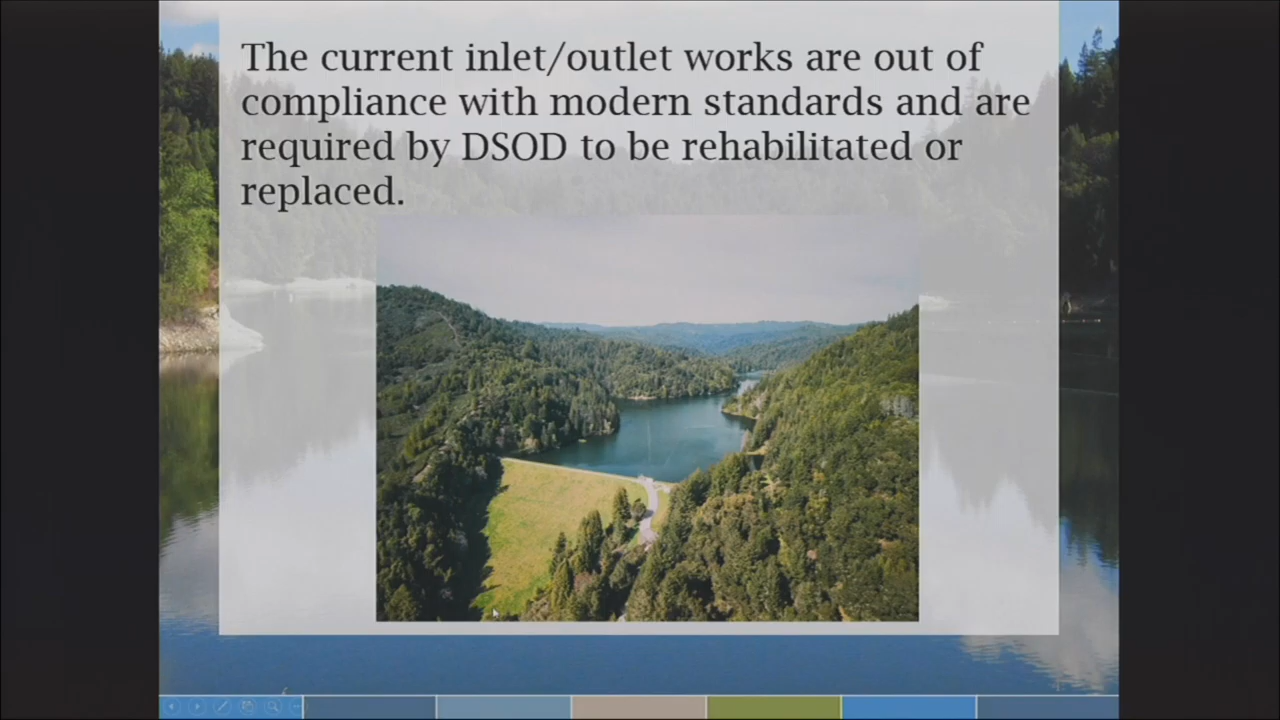 The current inlet/outlet works are out of
compliance with modern standards and are
required by DSOD to be rehabilitated or
replaced.